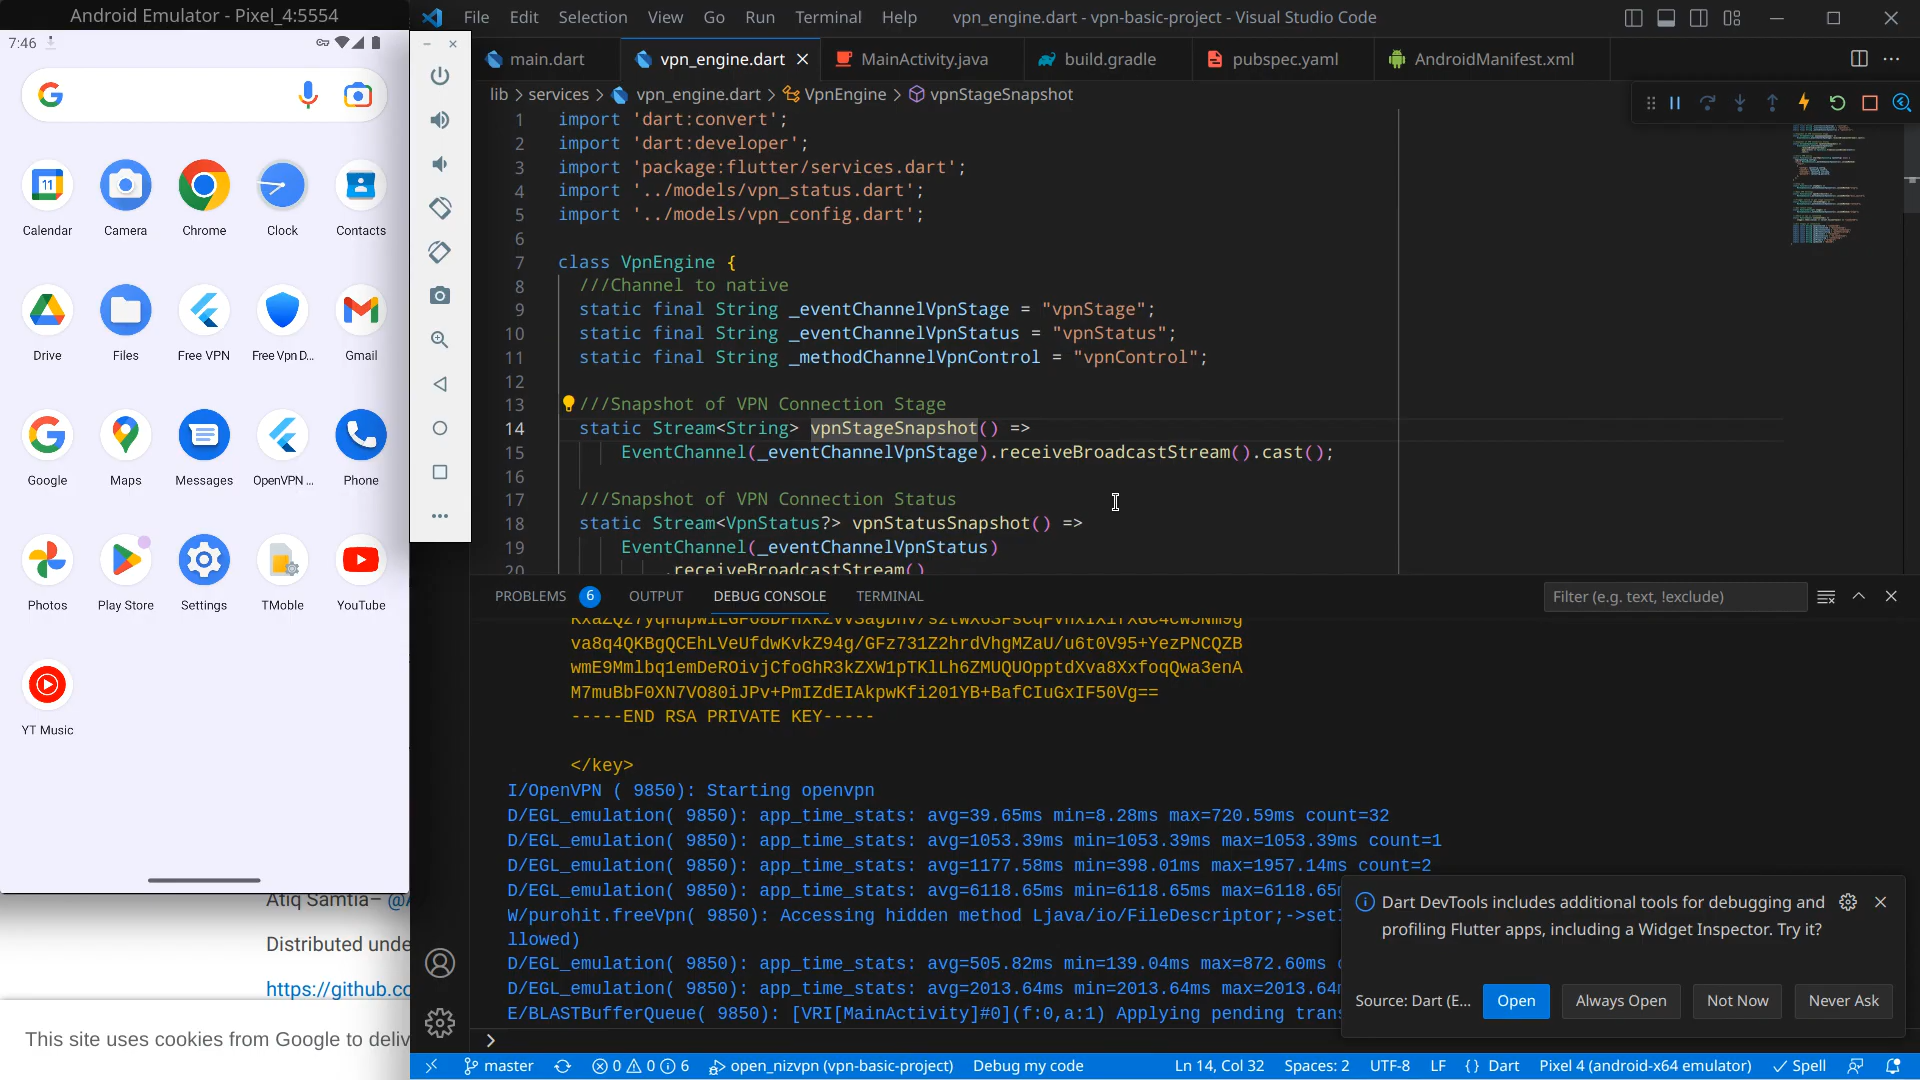 Android Emulator - Pixel_4:5554
7:46
Calendar Camera Chrome Clock Contacts
Drive Files Free VPN Free Vpn D... Gmail
Google Maps Messages OpenVPN ... Phone
Photos Play Store Settings TMoble YouTube
YT Music
Distributed unde
https://github.co
This site uses cookies from Google to deliv
File Edit Selection View Go Run Terminal Help vpn_engine.dart - vpn-basic-project - Visual Studio Code
main.dart vpn_engine.dart MainActivity.java build.gradle pubspec.yaml AndroidManifest.xml
lib > services > vpn_engine.dart > VpnEngine > vpnStageSnapshot
1 import 'dart:convert';
2 import 'dart:developer';
3 import 'package:flutter/services.dart';
4 import '../models/vpn_status.dart';
5 import '../models/vpn_config.dart';
6
7 class VpnEngine {
8 ///Channel to native
9 static final String _eventChannelVpnStage = "vpnStage";
10 static final String _eventChannelVpnStatus = "vpnStatus";
11 static final String _methodChannelVpnControl = "vpnControl";
12
13 ///Snapshot of VPN Connection Stage
14 static Stream<String> vpnStageSnapshot() =>
15 EventChannel(_eventChannelVpnStage).receiveBroadcastStream().cast();
16
17 ///Snapshot of VPN Connection Status
18 static Stream<VpnStatus?> vpnStatusSnapshot() =>
19 EventChannel(_eventChannelVpnStatus)
20 .receiveBroadcastStream()
PROBLEMS 6 OUTPUT DEBUG CONSOLE TERMINAL Filter (e.g. text, !exclude)
va8q4QKBgQCEhLVeUfdwKvkZ94g/GFz731Z2hrdVhgMZaU/u6t0V95+YezPNCQZB
wmE9Mmlbq1emDeROivjCfoGhR3kZXW1pTKlLh6ZMUQUOpptdXva8XxfoqQwa3enA
M7muBbF0XN7VO80iJPv+PmIZdEIAkpwKfi201YB+BafCIuGxIF50Vg==
-----END RSA PRIVATE KEY-----
</key>
I/OpenVPN ( 9850): Starting openvpn
D/EGL_emulation( 9850): app_time_stats: avg=39.65ms min=8.28ms max=720.59ms count=32
D/EGL_emulation( 9850): app_time_stats: avg=1053.39ms min=1053.39ms max=1053.39ms count=1
D/EGL_emulation( 9850): app_time_stats: avg=1177.58ms min=398.01ms max=1957.14ms count=2
D/EGL_emulation( 9850): app_time_stats: avg=6118.65ms min=6118.65ms max=6118.65m
W/purohit.freeVpn( 9850): Accessing hidden method Ljava/io/FileDescriptor;->set
llowed)
D/EGL_emulation( 9850): app_time_stats: avg=505.82ms min=139.04ms max=872.60ms
D/EGL_emulation( 9850): app_time_stats: avg=2013.64ms min=2013.64ms max=2013.64
E/BLASTBufferQueue( 9850): [VRI[MainActivity]#0](f:0,a:1) Applying pending trans
>
Dart DevTools includes additional tools for debugging and
profiling Flutter apps, including a Widget Inspector. Try it?
Source: Dart (E... Open Always Open Not Now Never Ask
master 0 0 6 open_nizvpn (vpn-basic-project) Debug my code Ln 14, Col 32 Spaces: 2 UTF-8 LF {} Dart Pixel 4 (android-x64 emulator) Spell